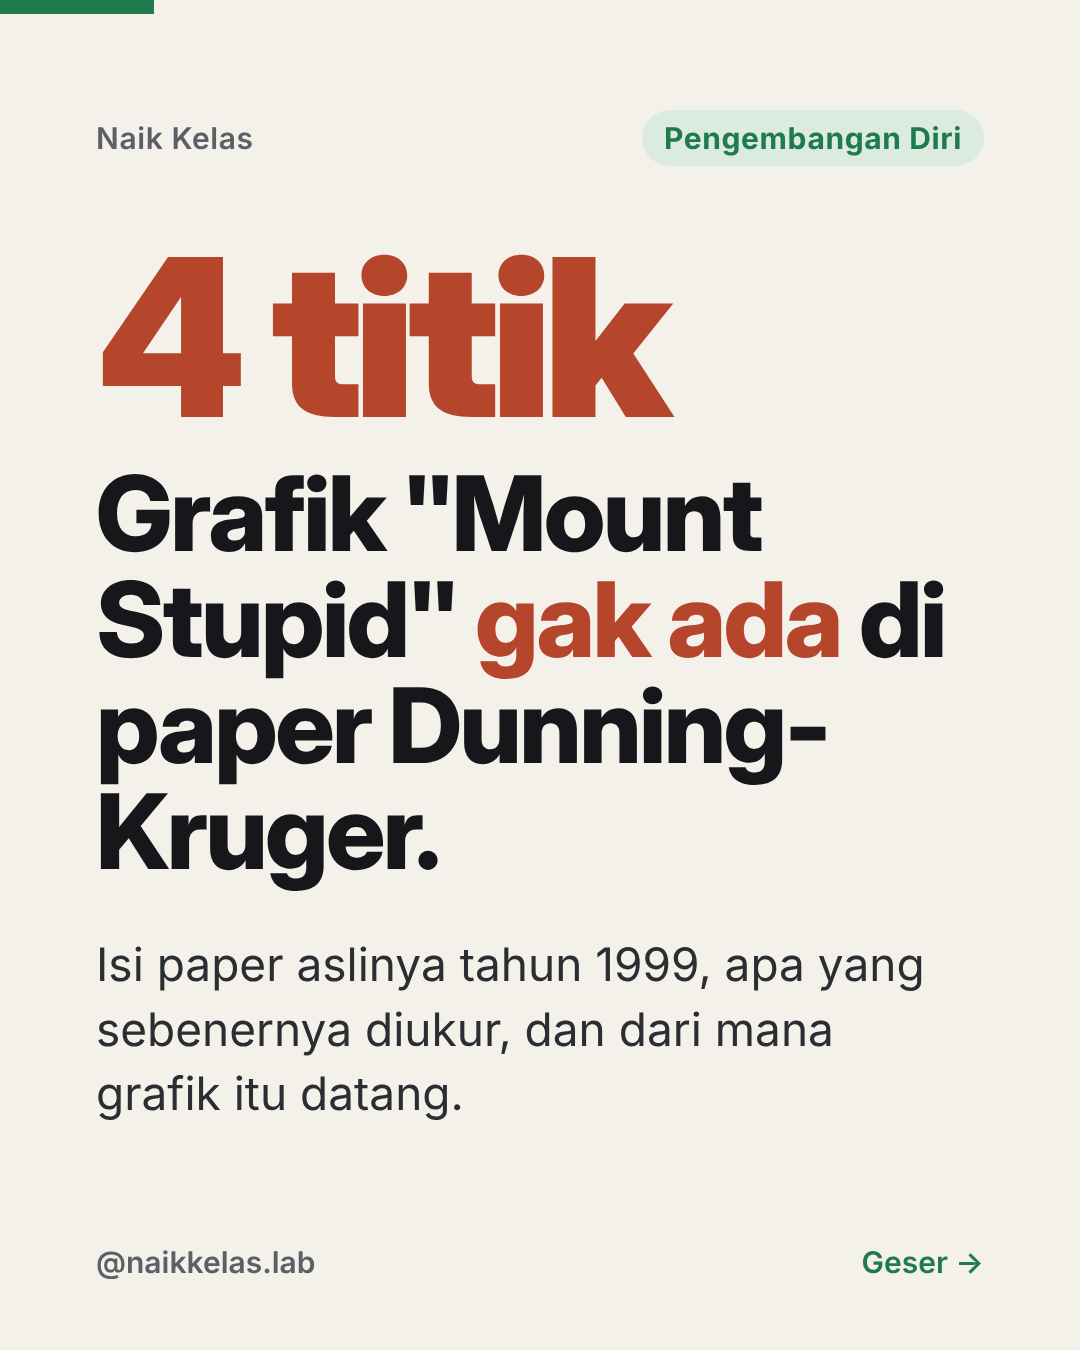 Naik Kelas
Pengembangan Diri
4 titik
Grafik "Mount
Stupid" gak ada di
paper Dunning-
Kruger.
Isi paper aslinya tahun 1999, apa yang
sebenernya diukur, dan dari mana
grafik itu datang.
@naikkelas.lab
Geser →